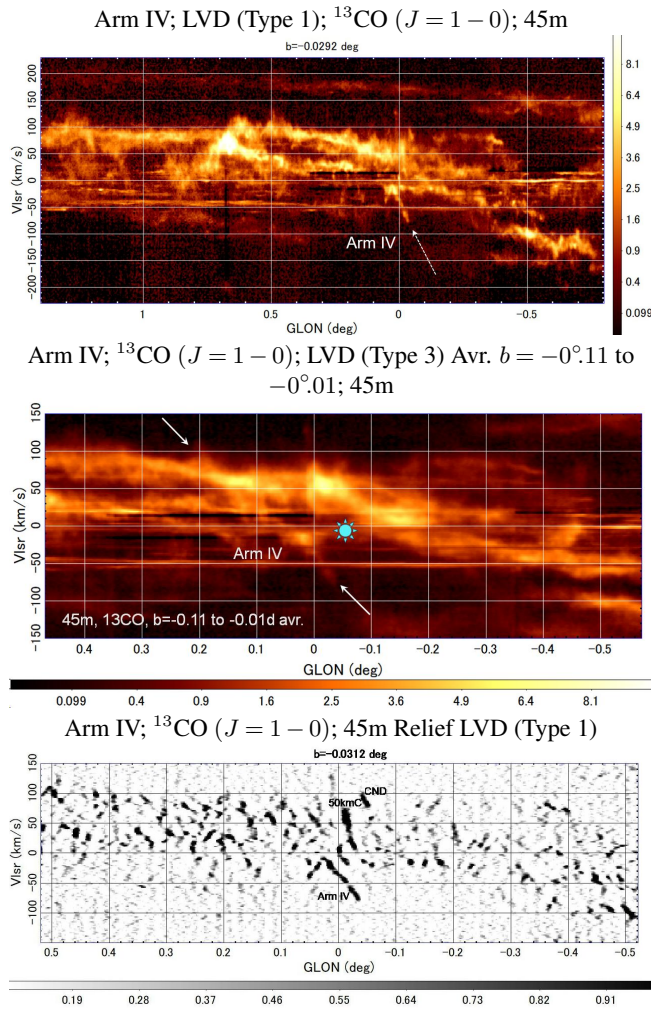 Arm IV; LVD (Type 1); ¹³CO (J = 1 − 0); 45m
b=-0.0292 deg
200
150
100
50
0
-50
-100
-150
-200
Vlsr (km/s)
Arm IV
8.1
6.4
4.9
3.6
2.5
1.6
0.9
0.4
0.099
1
0.5
0
-0.5
GLON (deg)
Arm IV; ¹³CO (J = 1 − 0); LVD (Type 3) Avr. b = −0°.11 to
−0°.01; 45m
150
100
50
0
-50
-100
-150
Vlsr (km/s)
Arm IV
45m, 13CO, b=-0.11 to -0.01d avr.
0.4 0.3 0.2 0.1 0 -0.1 -0.2 -0.3 -0.4 -0.5
GLON (deg)
0.099 0.4 0.9 1.6 2.5 3.6 4.9 6.4 8.1
Arm IV; ¹³CO (J = 1 − 0); 45m Relief LVD (Type 1)
b=-0.0312 deg
150
100
50
0
-50
-100
Vlsr (km/s)
CND
50kmC
Arm IV
0.5 0.4 0.3 0.2 0.1 0.0 -0.1 -0.2 -0.3 -0.4 -0.5
GLON (deg)
0.19 0.28 0.37 0.46 0.55 0.64 0.73 0.82 0.91